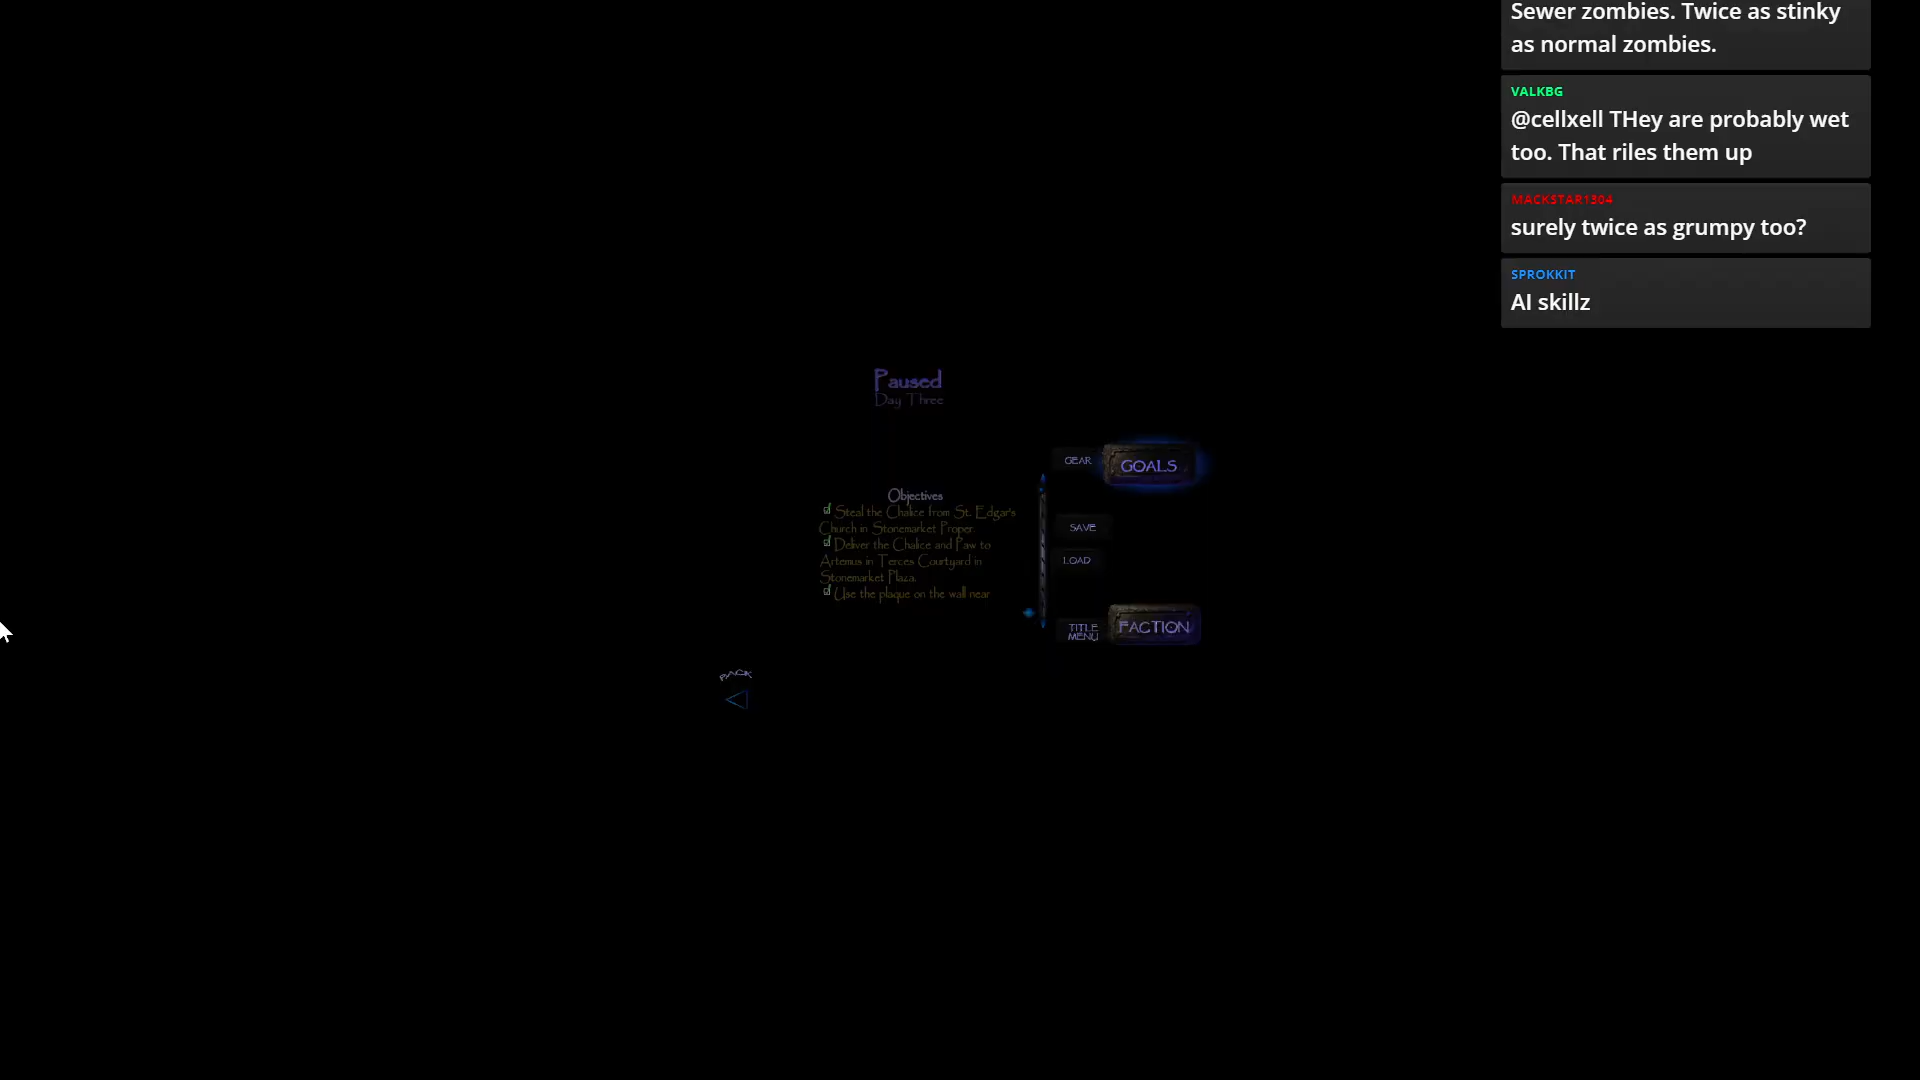 Sewer zombies. Twice as stinky
as normal zombies.
VALKBG
@cellxell THey are probably wet
too. That riles them up
MACKSTAR1304
surely twice as grumpy too?
SPROKKIT
AI skillz
Paused
Day Three
GEAR
GOALS
Objectives
Steal the Chalice from St. Edgar's
Church in Stonemarket Proper.
Deliver the Chalice and Paw to
Artemus in Terces Courtyard in
Stonemarket Plaza.
Use the plaque on the wall near
SAVE
LOAD
TITLE
MENU
FACTION
BACK